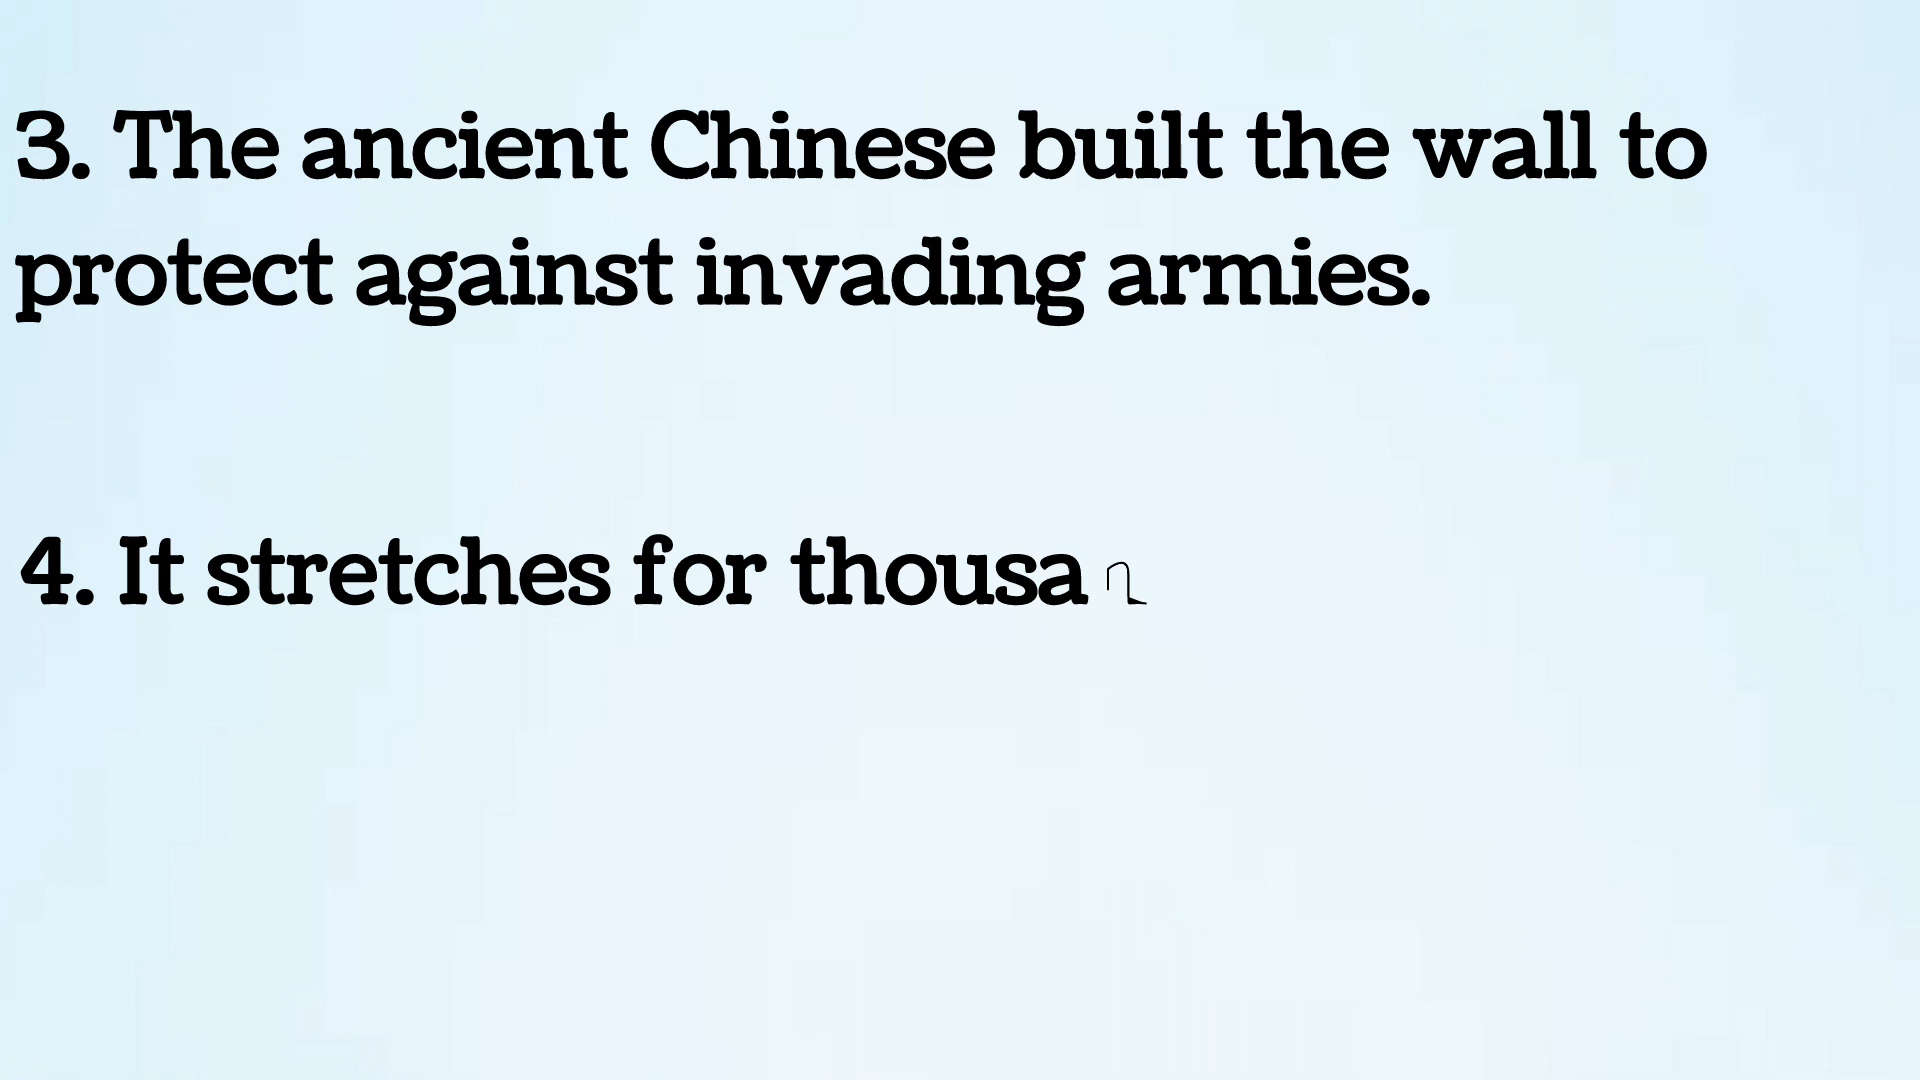 3. The ancient Chinese built the wall to
protect against invading armies.
4. It stretches for thousa